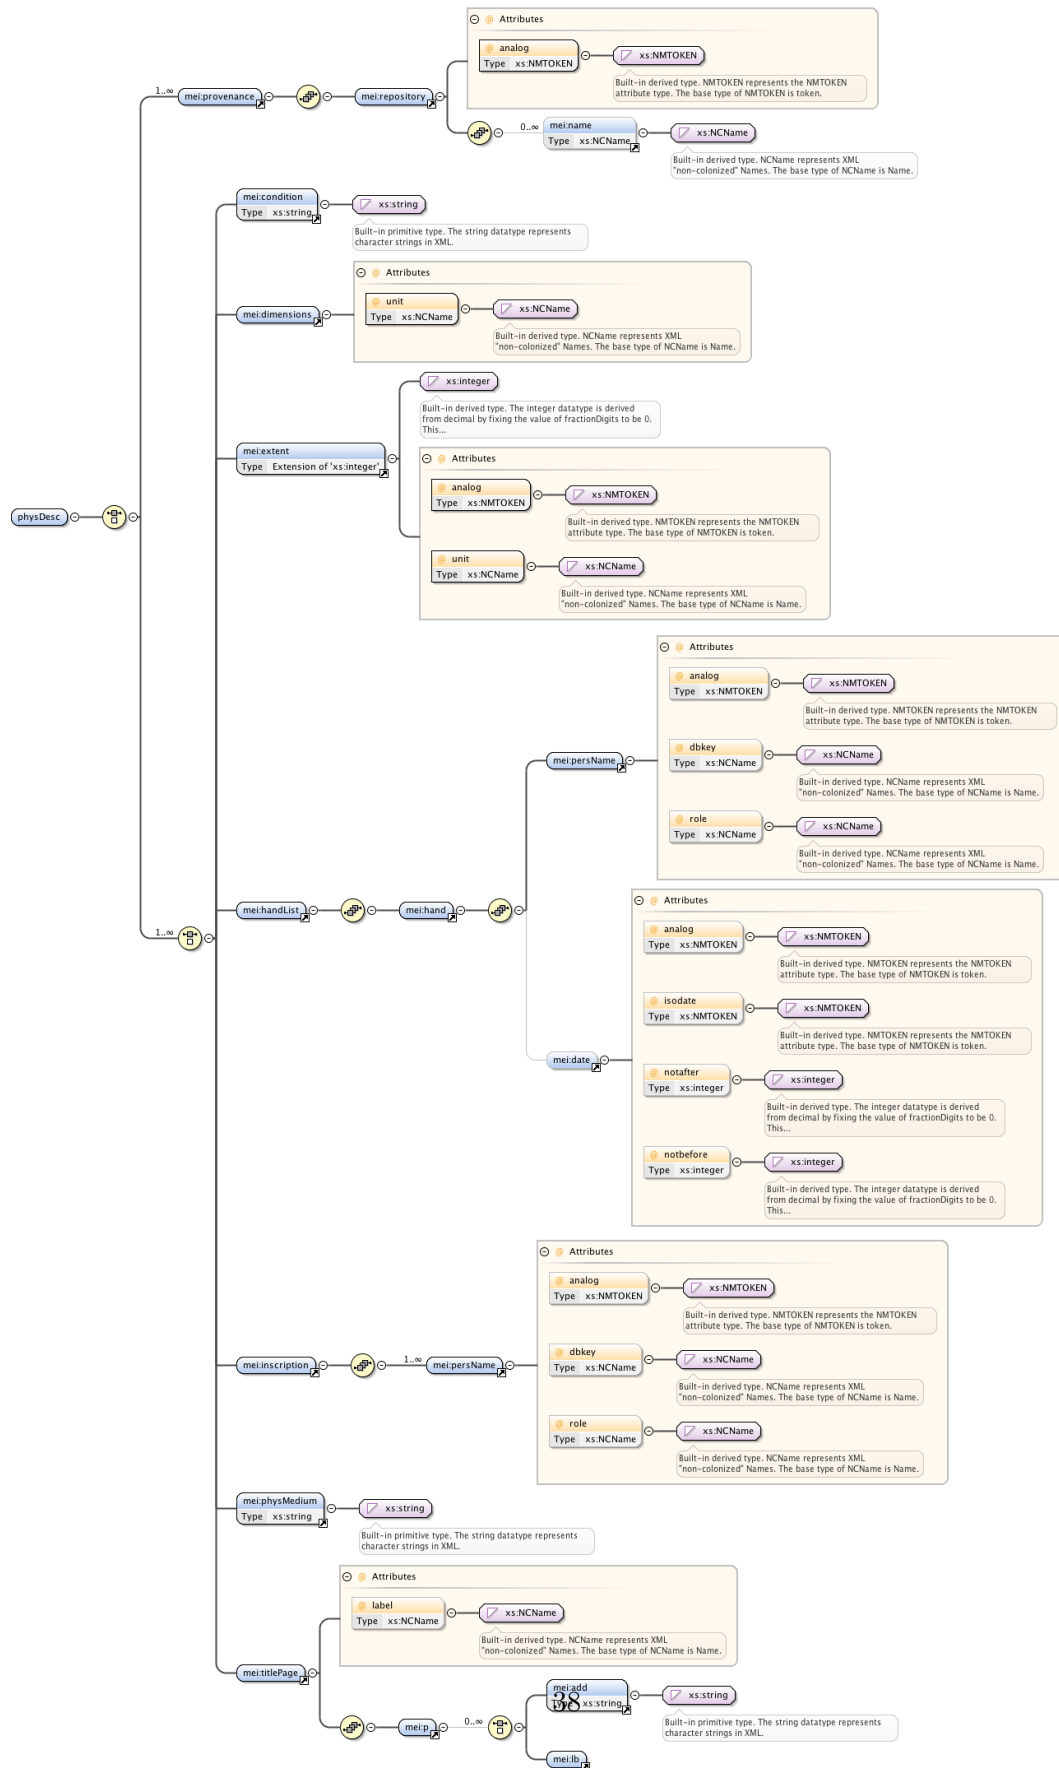 Attributes
@ analog
Type xs:NMTOKEN
xs:NMTOKEN
Built-in derived type. NMTOKEN represents the NMTOKEN
attribute type. The base type of NMTOKEN is token.
1..∞
mei:provenance
mei:repository
0..∞
mei:name
Type xs:NCName
xs:NCName
Built-in derived type. NCName represents XML
"non-colonized" Names. The base type of NCName is Name.
mei:condition
Type xs:string
xs:string
Built-in primitive type. The string datatype represents
character strings in XML.
@ Attributes
mei:dimensions
@ unit
Type xs:NCName
xs:NCName
Built-in derived type. NCName represents XML
"non-colonized" Names. The base type of NCName is Name.
xs:integer
Built-in derived type. The integer datatype is derived
from decimal by fixing the value of fractionDigits to be 0.
This...
mei:extent
Type Extension of 'xs:integer'
@ Attributes
@ analog
Type xs:NMTOKEN
xs:NMTOKEN
Built-in derived type. NMTOKEN represents the NMTOKEN
attribute type. The base type of NMTOKEN is token.
physDesc
@ unit
Type xs:NCName
xs:NCName
Built-in derived type. NCName represents XML
"non-colonized" Names. The base type of NCName is Name.
@ Attributes
@ analog
Type xs:NMTOKEN
xs:NMTOKEN
Built-in derived type. NMTOKEN represents the NMTOKEN
attribute type. The base type of NMTOKEN is token.
mei:persName
@ dbkey
Type xs:NCName
xs:NCName
Built-in derived type. NCName represents XML
"non-colonized" Names. The base type of NCName is Name.
@ role
Type xs:NCName
xs:NCName
Built-in derived type. NCName represents XML
"non-colonized" Names. The base type of NCName is Name.
mei:handList
mei:hand
@ Attributes
@ analog
Type xs:NMTOKEN
xs:NMTOKEN
Built-in derived type. NMTOKEN represents the NMTOKEN
attribute type. The base type of NMTOKEN is token.
1..∞
@ isodate
Type xs:NMTOKEN
xs:NMTOKEN
Built-in derived type. NMTOKEN represents the NMTOKEN
attribute type. The base type of NMTOKEN is token.
mei:date
@ notafter
Type xs:integer
xs:integer
Built-in derived type. The integer datatype is derived
from decimal by fixing the value of fractionDigits to be 0.
This...
@ notbefore
Type xs:integer
xs:integer
Built-in derived type. The integer datatype is derived
from decimal by fixing the value of fractionDigits to be 0.
This...
@ Attributes
@ analog
Type xs:NMTOKEN
xs:NMTOKEN
Built-in derived type. NMTOKEN represents the NMTOKEN
attribute type. The base type of NMTOKEN is token.
mei:inscription
1..∞
mei:persName
@ dbkey
Type xs:NCName
xs:NCName
Built-in derived type. NCName represents XML
"non-colonized" Names. The base type of NCName is Name.
@ role
Type xs:NCName
xs:NCName
Built-in derived type. NCName represents XML
"non-colonized" Names. The base type of NCName is Name.
mei:physMedium
Type xs:string
xs:string
Built-in primitive type. The string datatype represents
character strings in XML.
@ Attributes
@ label
Type xs:NCName
xs:NCName
Built-in derived type. NCName represents XML
"non-colonized" Names. The base type of NCName is Name.
mei:titlePage
mei:p
0..∞
mei:add
Type xs:string
38
xs:string
Built-in primitive type. The string datatype represents
character strings in XML.
mei:lb